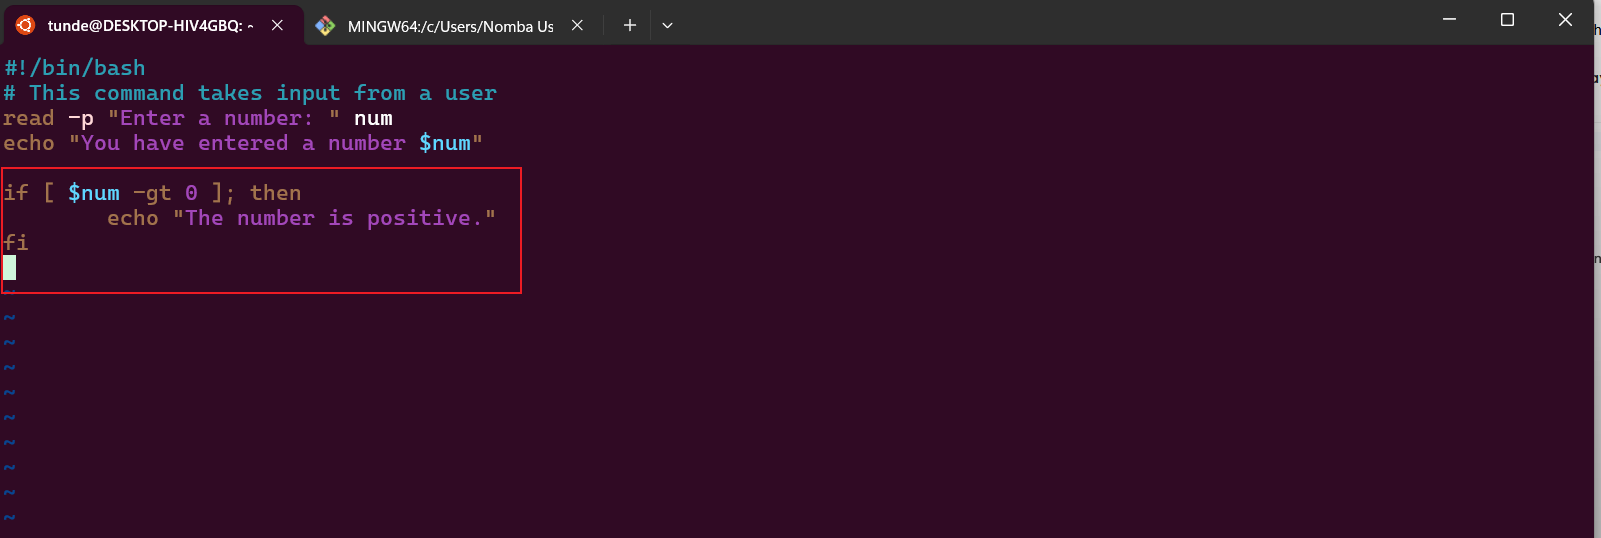 tunde@DESKTOP-HIV4GBQ: ~
MINGW64:/c/Users/Nomba Us
#!/bin/bash
# This command takes input from a user
read -p "Enter a number: " num
echo "You have entered a number $num"
if [ $num -gt 0 ]; then
        echo "The number is positive."
fi
~
~
~
~
~
~
~
~
~
~